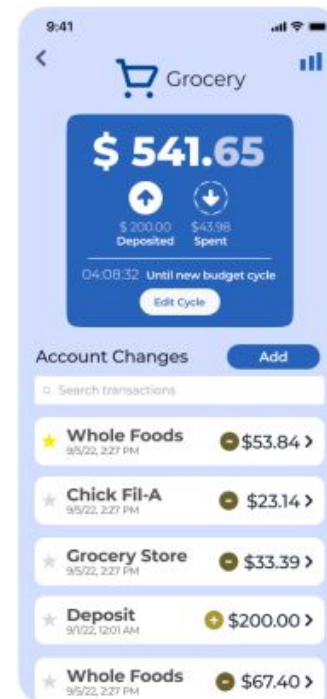 9:41
Grocery
$ 541.65
$ 200.00 $43.98
Deposited Spent
04:08:32 Until new budget cycle
Edit Cycle
Account Changes Add
Search transactions
Whole Foods $53.84
9/5/22, 2:27 PM
Chick Fil-A $23.14
9/5/22, 2:27 PM
Grocery Store $33.39
9/5/22, 2:27 PM
Deposit $200.00
9/1/22, 12:01 AM
Whole Foods $67.40
9/5/22, 2:27 PM